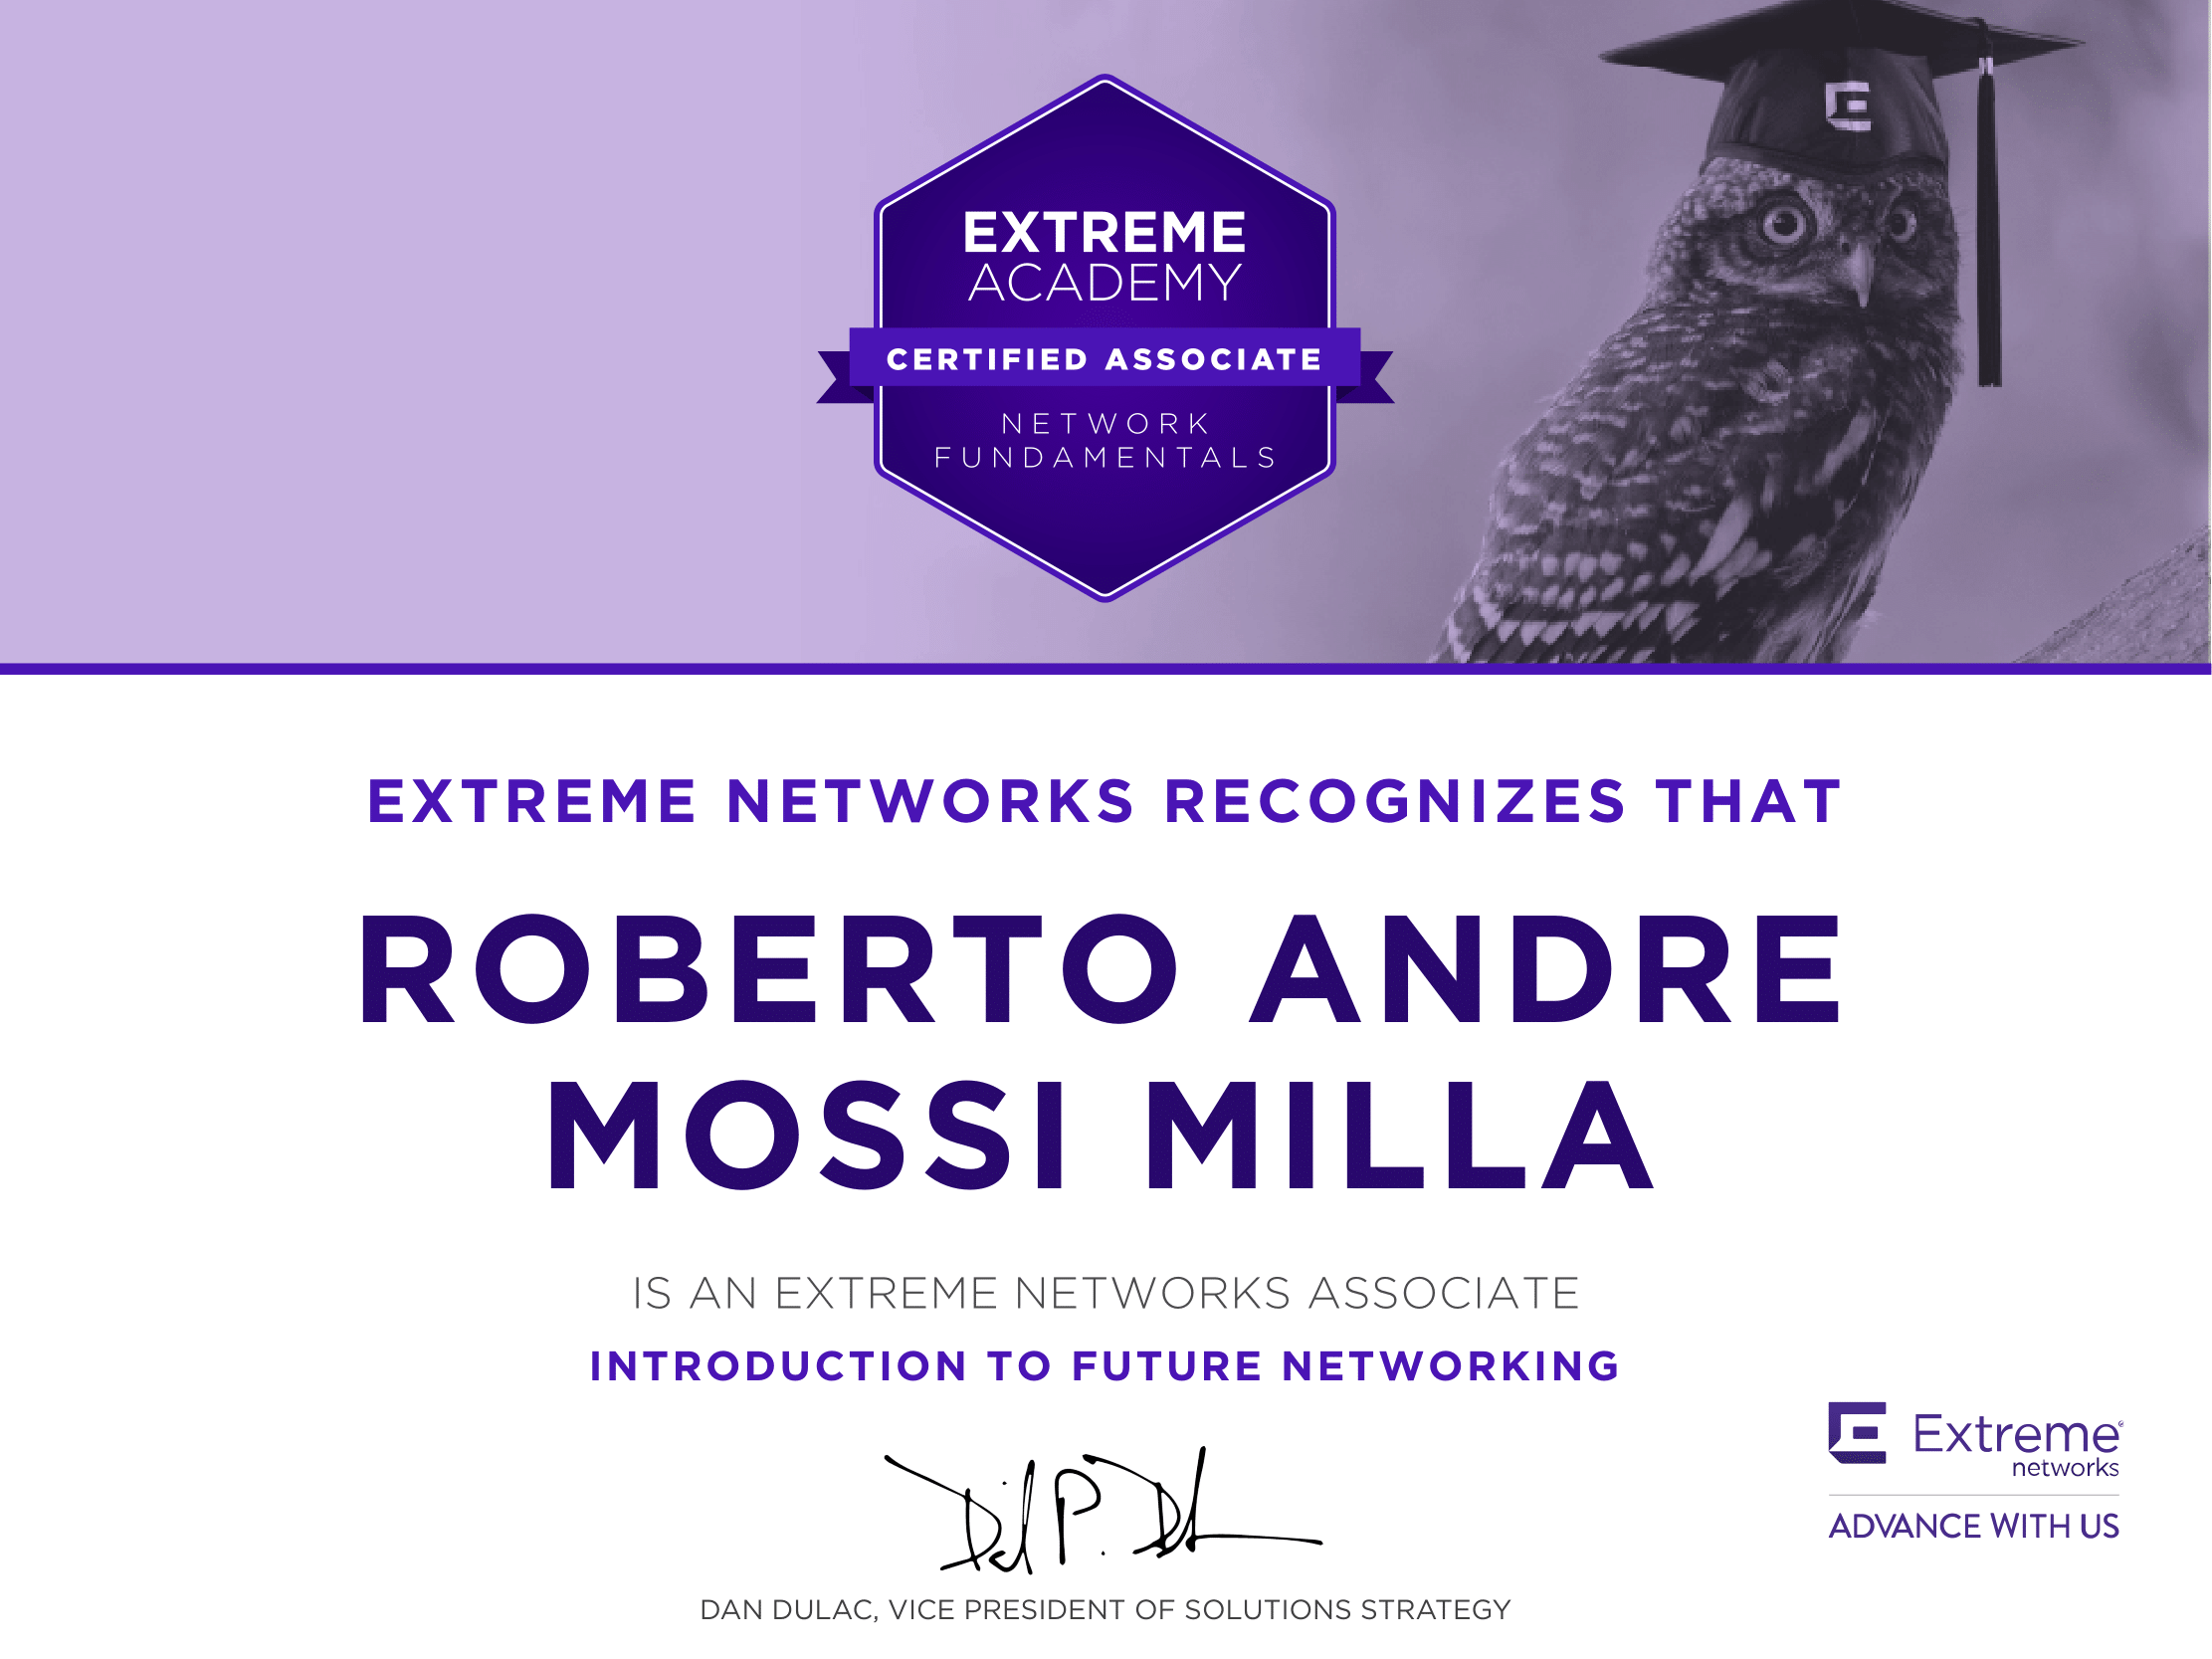 EXTREME
ACADEMY
CERTIFIED ASSOCIATE
NETWORK
FUNDAMENTALS
EXTREME NETWORKS RECOGNIZES THAT
ROBERTO ANDRE
MOSSI MILLA
IS AN EXTREME NETWORKS ASSOCIATE
INTRODUCTION TO FUTURE NETWORKING
DAN DULAC, VICE PRESIDENT OF SOLUTIONS STRATEGY
Extreme
networks
ADVANCE WITH US